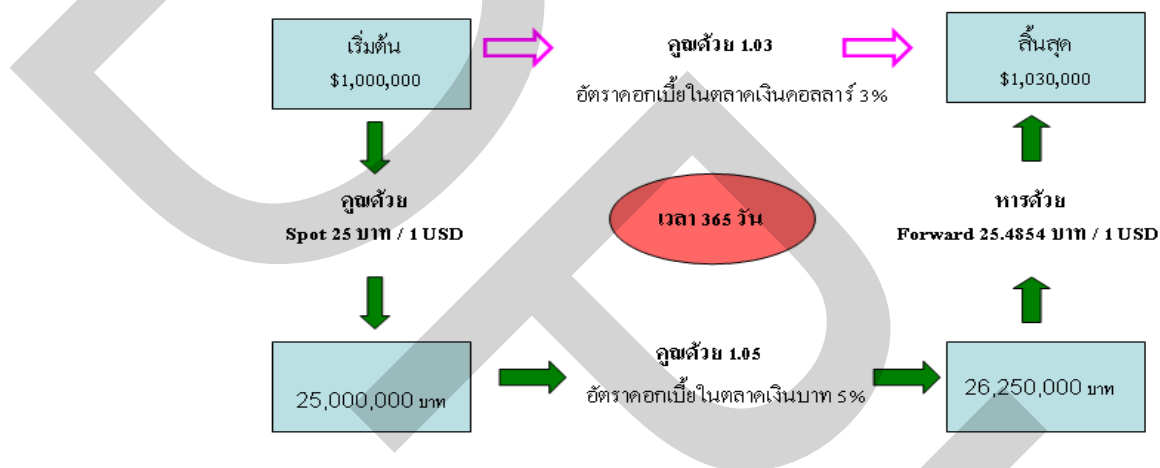 เริ่มต้น
$1,000,000
คูณด้วย 1.03
อัตราดอกเบี้ยในตลาดเงินดอลลาร์ 3%
สิ้นสุด
$1,030,000
คูณด้วย
Spot 25 บาท / 1 USD
เวลา 365 วัน
หารด้วย
Forward 25.4854 บาท / 1 USD
25,000,000 บาท
คูณด้วย 1.05
อัตราดอกเบี้ยในตลาดเงินบาท 5%
26,250,000 บาท